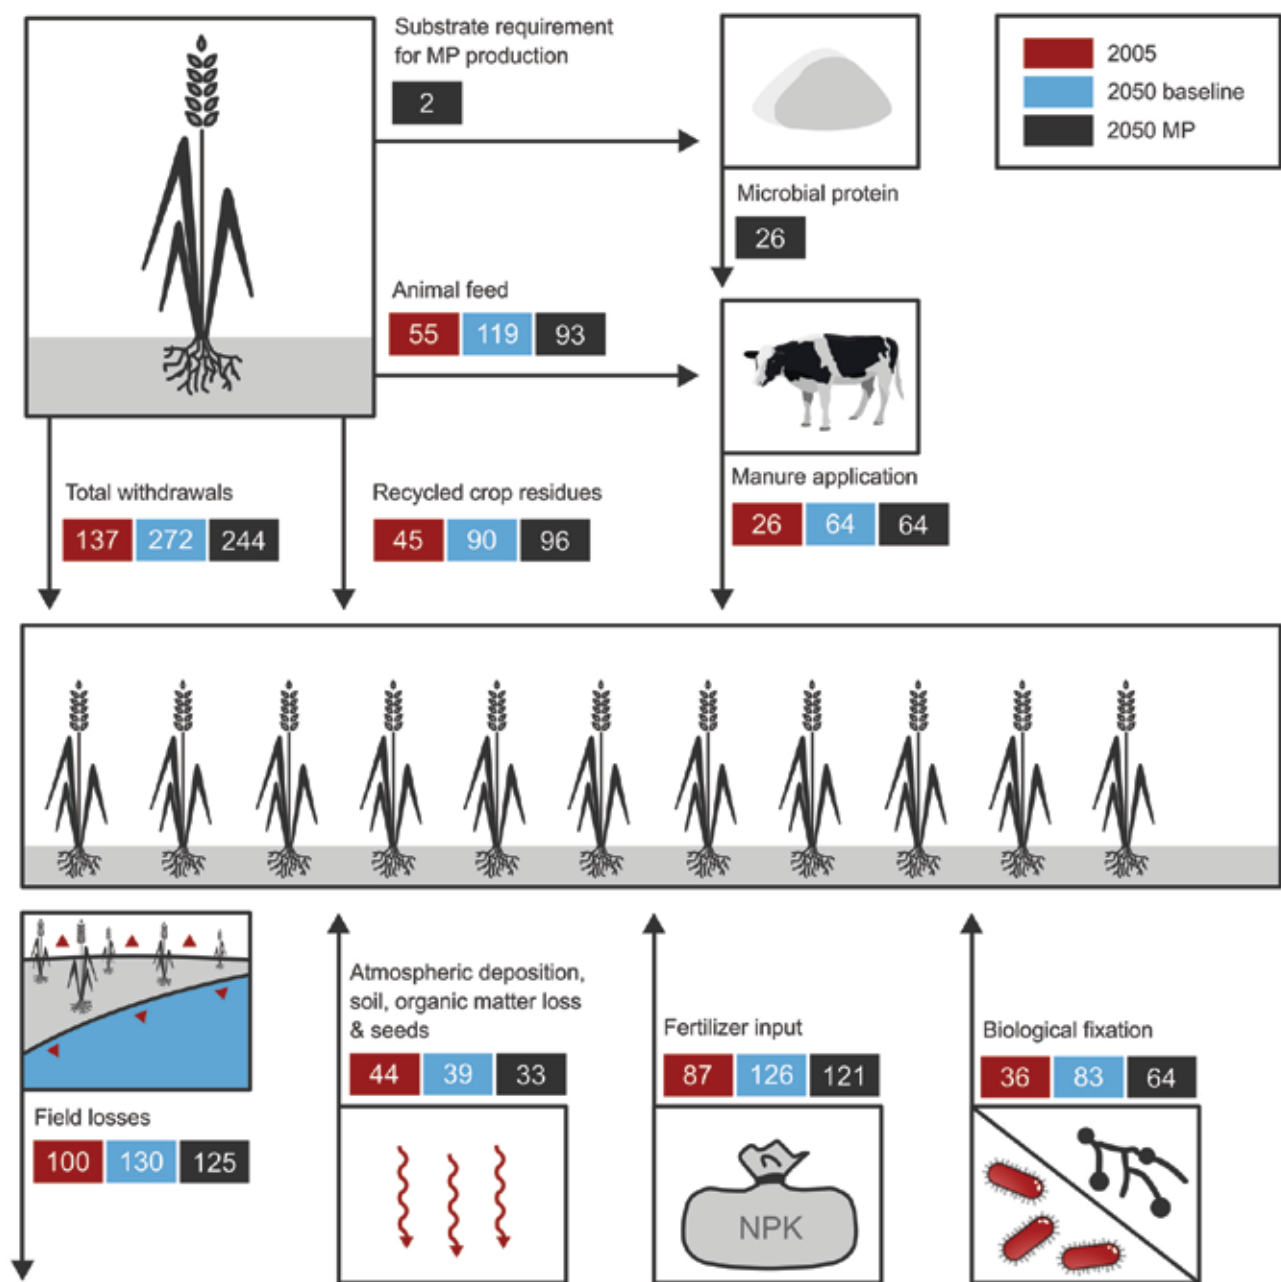 Substrate requirement
for MP production
2
2005
2050 baseline
2050 MP
Microbial protein
26
Animal feed
55 119 93
Total withdrawals
137 272 244
Recycled crop residues
45 90 96
Manure application
26 64 64
Atmospheric deposition,
soil, organic matter loss
& seeds
44 39 33
Fertilizer input
87 126 121
Biological fixation
36 83 64
Field losses
100 130 125
NPK